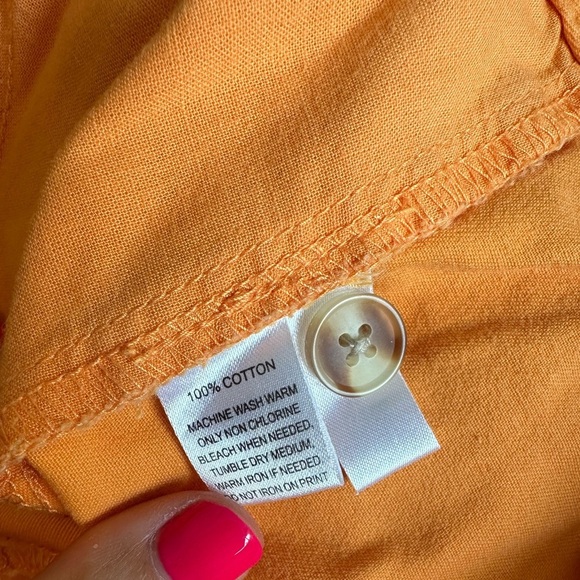 100% COTTON
MACHINE WASH WARM
ONLY NON CHLORINE
BLEACH WHEN NEEDED,
TUMBLE DRY MEDIUM,
WARM IRON IF NEEDED,
DO NOT IRON ON PRINT